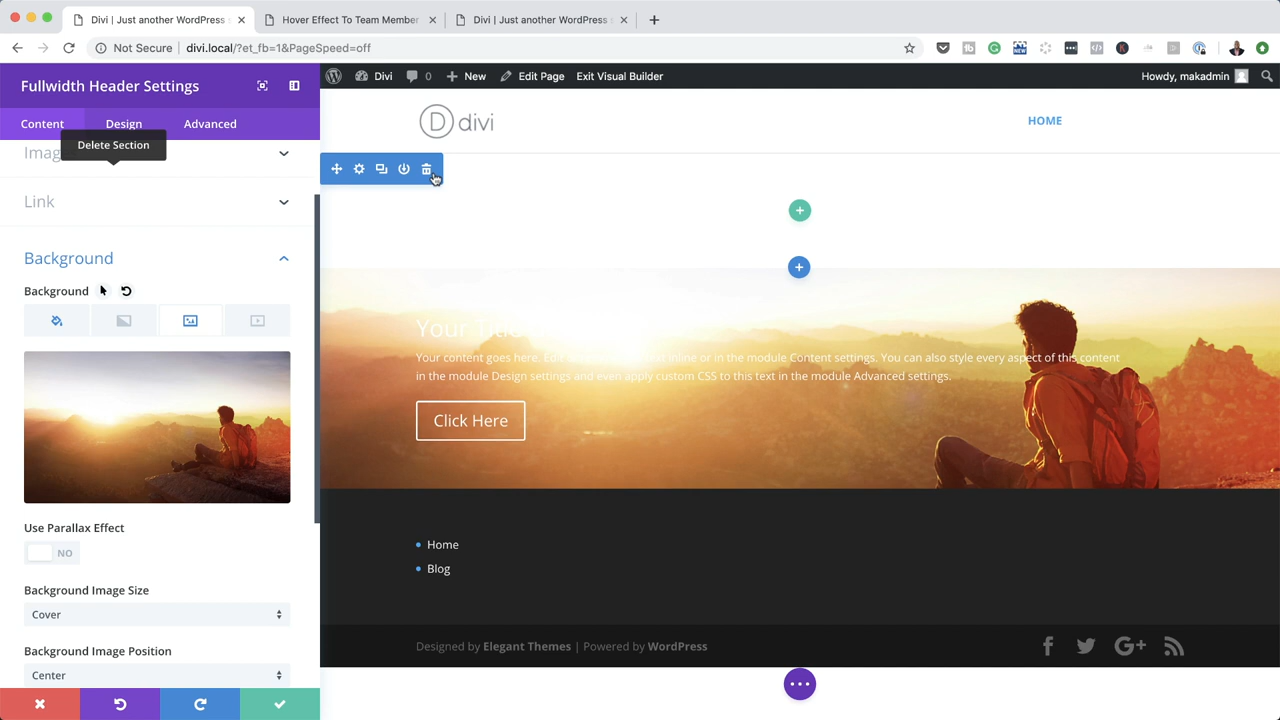 Divi | Just another WordPress s
Hover Effect To Team Member
Divi | Just another WordPress s
Not Secure | divi.local/?et_fb=1&PageSpeed=off
Fullwidth Header Settings
Divi
0
New
Edit Page
Exit Visual Builder
Howdy, makadmin
Content
Design
Advanced
D divi
HOME
Delete Section
Image
Link
Background
Background
Your Title
Your content goes here. Edit
inline or in the module Content settings. You can also style every aspect of this content
in the module Design settings and even apply custom CSS to this text in the module Advanced settings.
Click Here
Use Parallax Effect
NO
Home
Blog
Background Image Size
Cover
Background Image Position
Center
Designed by Elegant Themes | Powered by WordPress